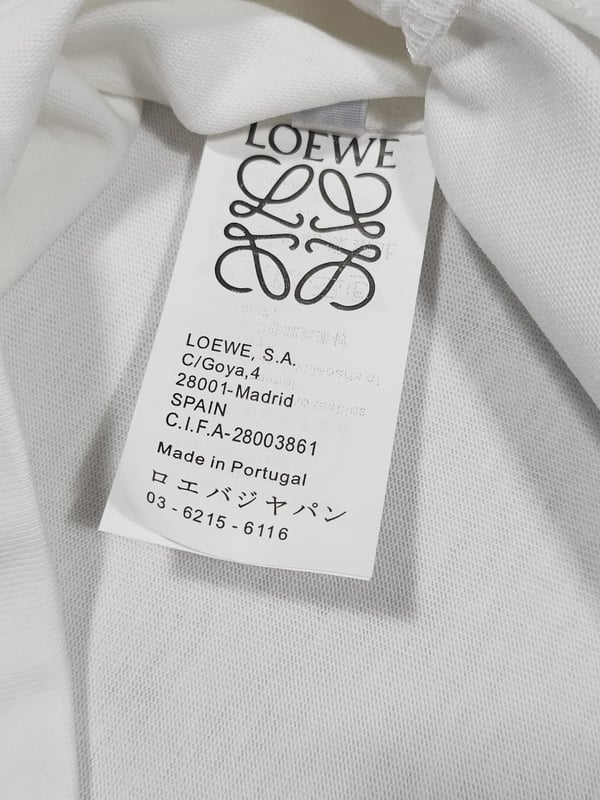 LOEWE
LOEWE, S.A.
C/Goya,4
28001-Madrid
SPAIN
C.I.F.A-28003861
Made in Portugal
ロエバジヤパン
03-6215-6116